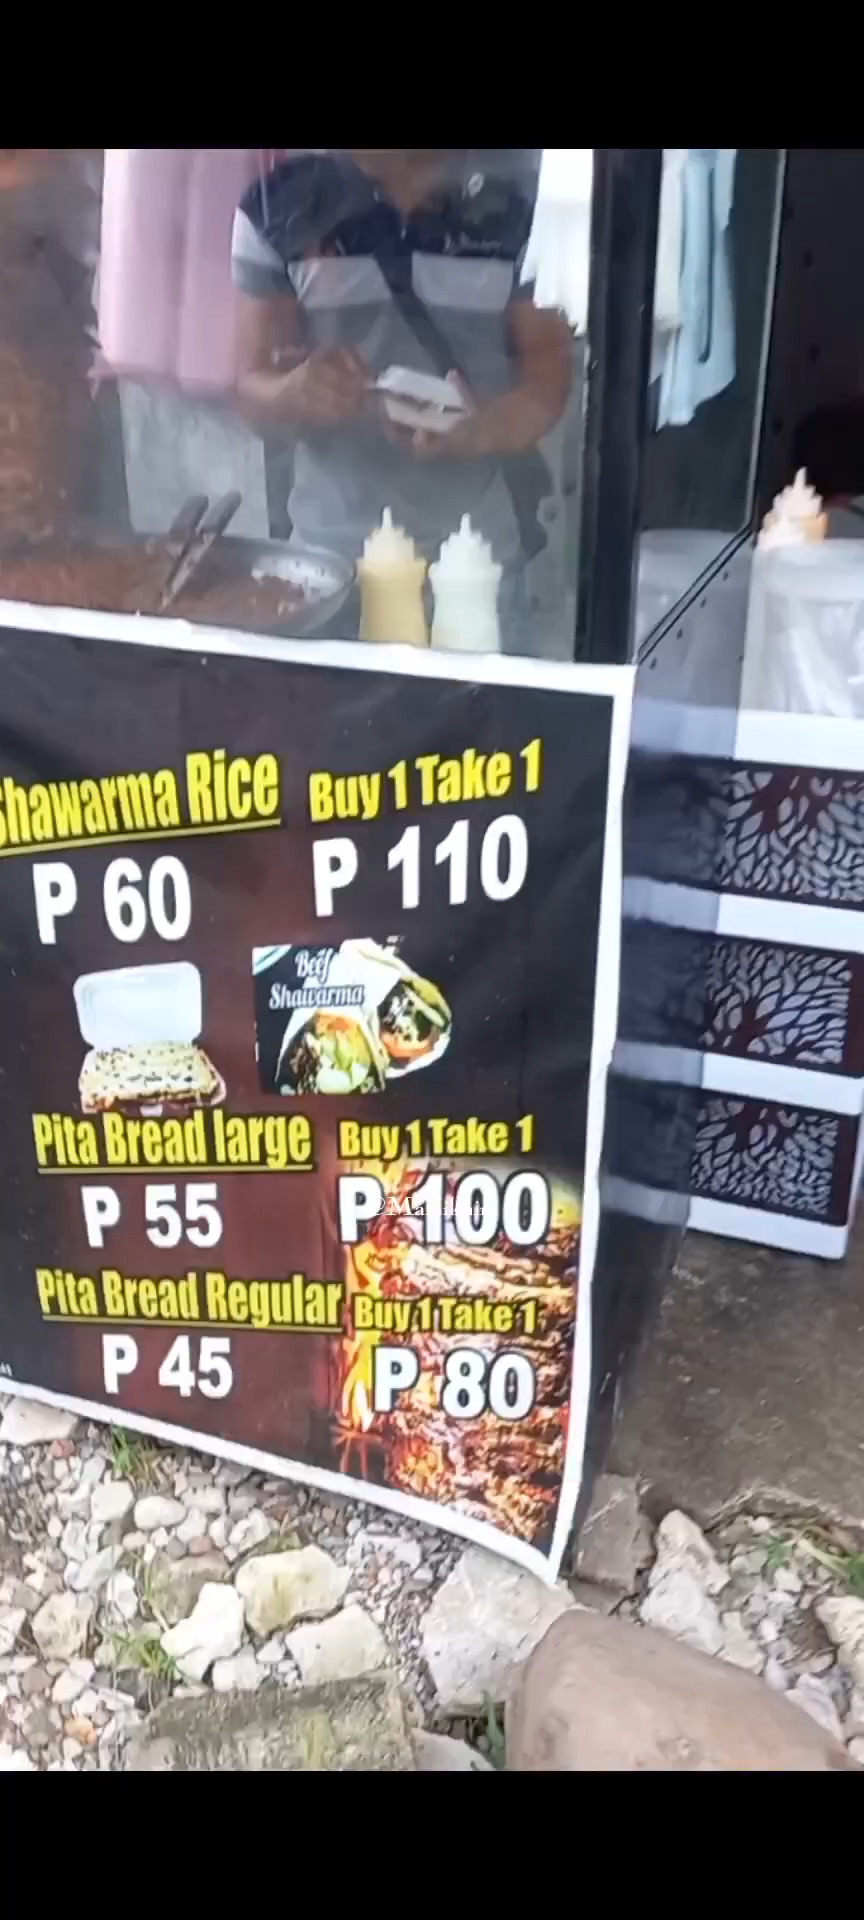 Shawarma Rice Buy 1 Take 1
P 60 P 110
Beef
Shawarma
Pita Bread large Buy 1 Take 1
P 55 P 100
Pita Bread Regular Buy 1 Take 1
P 45 P 80